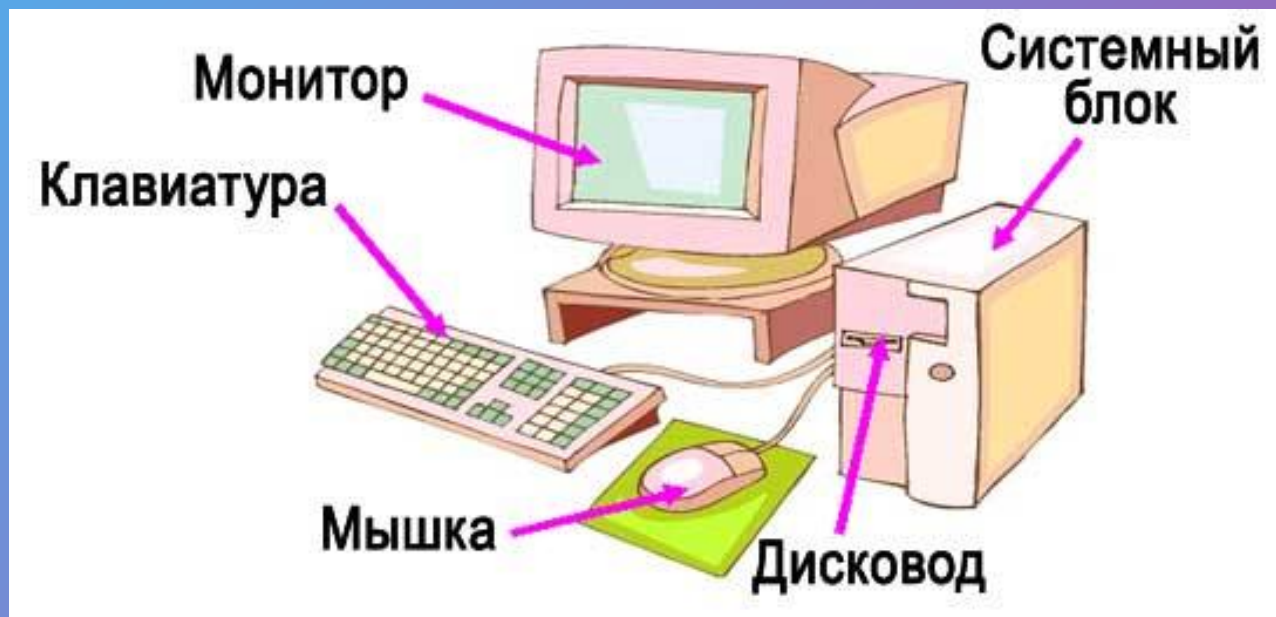 Системный
блок
Монитор
Клавиатура
Мышка
Дисковод